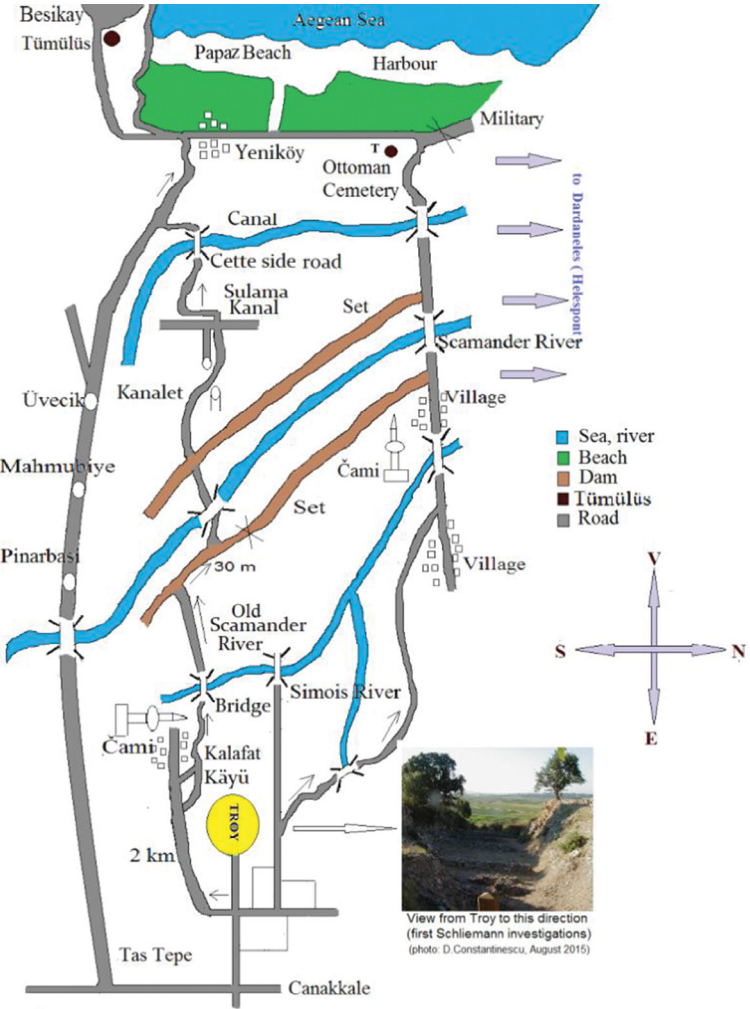 Besikay
Tümülüs
Aegean Sea
Papaz Beach
Harbour
Military
Yeniköy
T
Ottoman
Cemetery
to Dardaneles ( Helespont
Canal
Cette side road
Sulama
Kanal
Set
Scamander River
Üvecik
Kanalet
Village
Čami
Sea, river
Beach
Dam
Tümülüs
Road
Mahmubiye
Set
Pinarbasi
30 m
Village
V
S
N
E
Old
Scamander
River
Simois River
Bridge
Čami
Kalafat
Käyü
TROY
2 km
View from Troy to this direction
(first Schliemann investigations)
(photo: D.Constantinescu, August 2015)
Tas Tepe
Canakkale